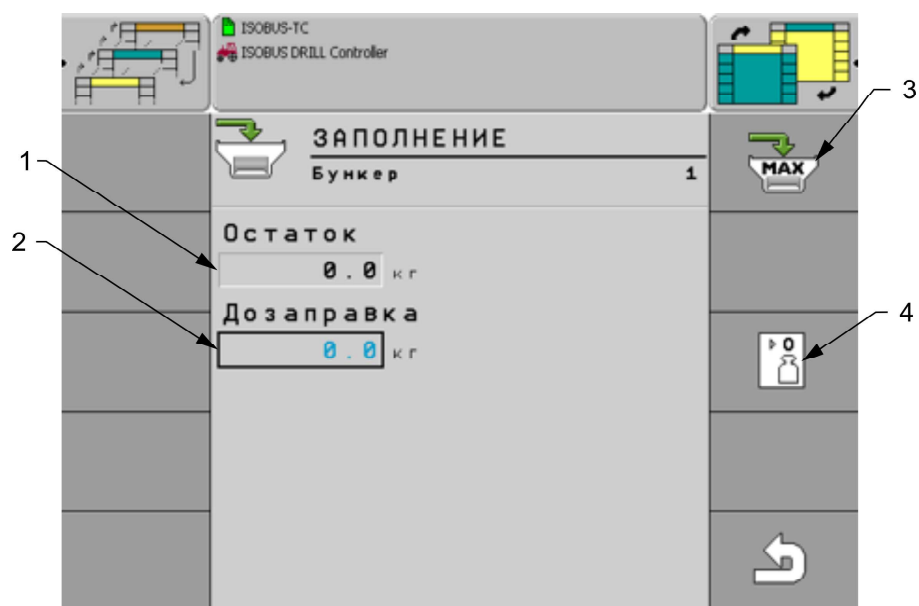 ISOBUS-TC
ISOBUS DRILL Controller
3
ЗАПОЛНЕНИЕ
MAX
1
Бункер 1
2
Остаток
0.0 кг
Дозаправка
4
0.0 кг
0